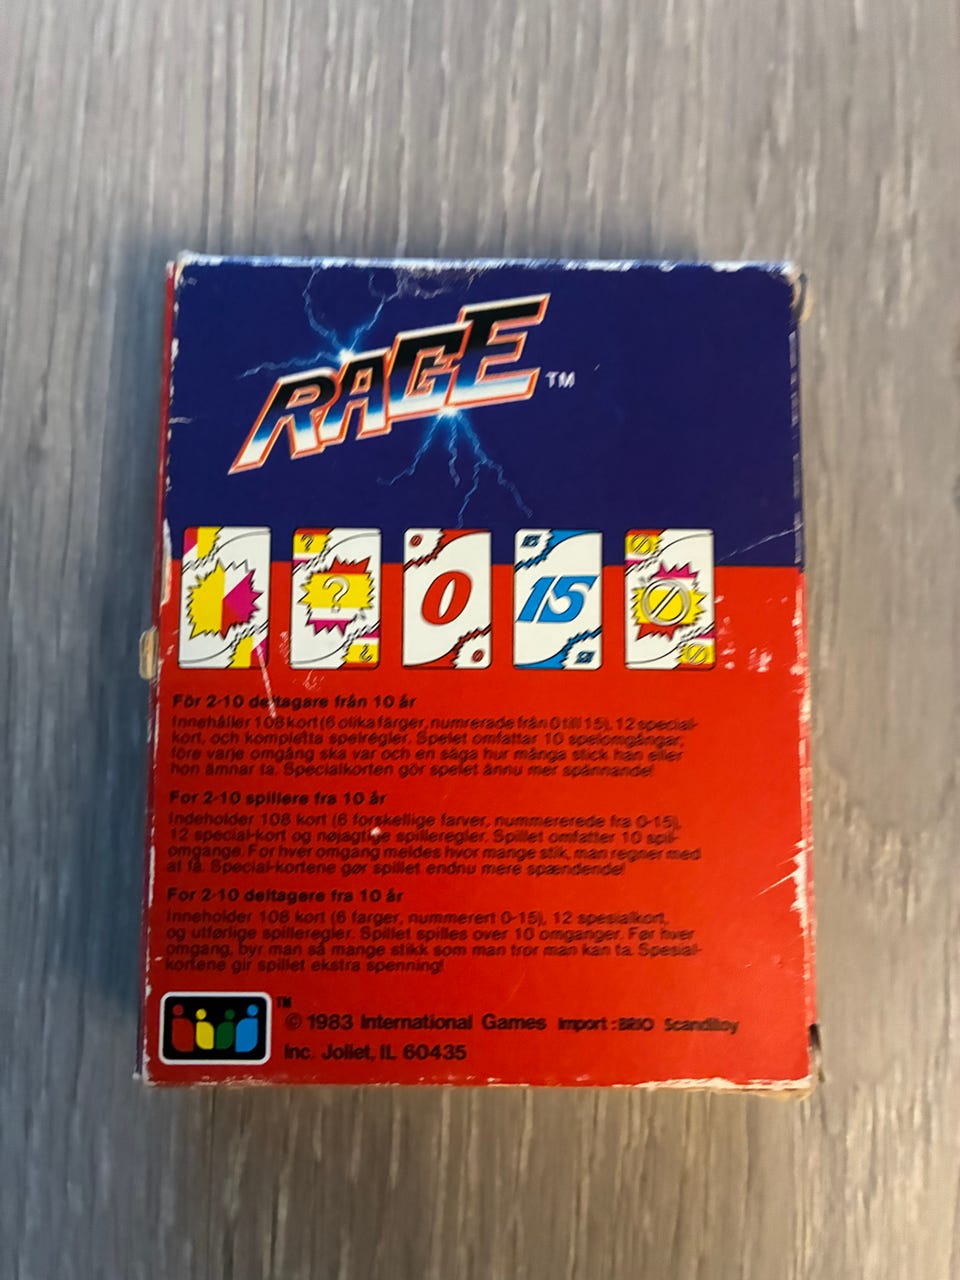 RAGE™
? ?
0 0 0
15 15 15
För 2-10 deltagare från 10 år
Innehåller 108 kort (6 olika färger, numrerade från 0 till 15), 12 special-
kort, och kompletta spelregler. Spelet omfattar 10 spelomgångar,
före varje omgång ska var och en säga hur många stick han eller
hon ämnar ta. Specialkorten gör spelet ännu mer spännande!
For 2-10 spillere fra 10 år
Indeholder 108 kort (6 forskellige farver, nummererede fra 0-15),
12 special-kort og nøjagtige spilleregler. Spillet omfatter 10 spil-
omgange. For hver omgang meldes hvor mange stik, man regner med
at få. Special-kortene gør spillet endnu mere spændende!
For 2-10 deltagere fra 10 år
Inneholder 108 kort (6 farger, nummerert 0-15), 12 spesialkort,
og utførlige spilleregler. Spillet spilles over 10 omganger. Før hver
omgang, byr man så mange stikk som man tror man kan ta. Spesial-
kortene gir spillet ekstra spenning!
™
© 1983 International Games Import: BRIO Scanditoy
Inc. Joliet, IL 60435